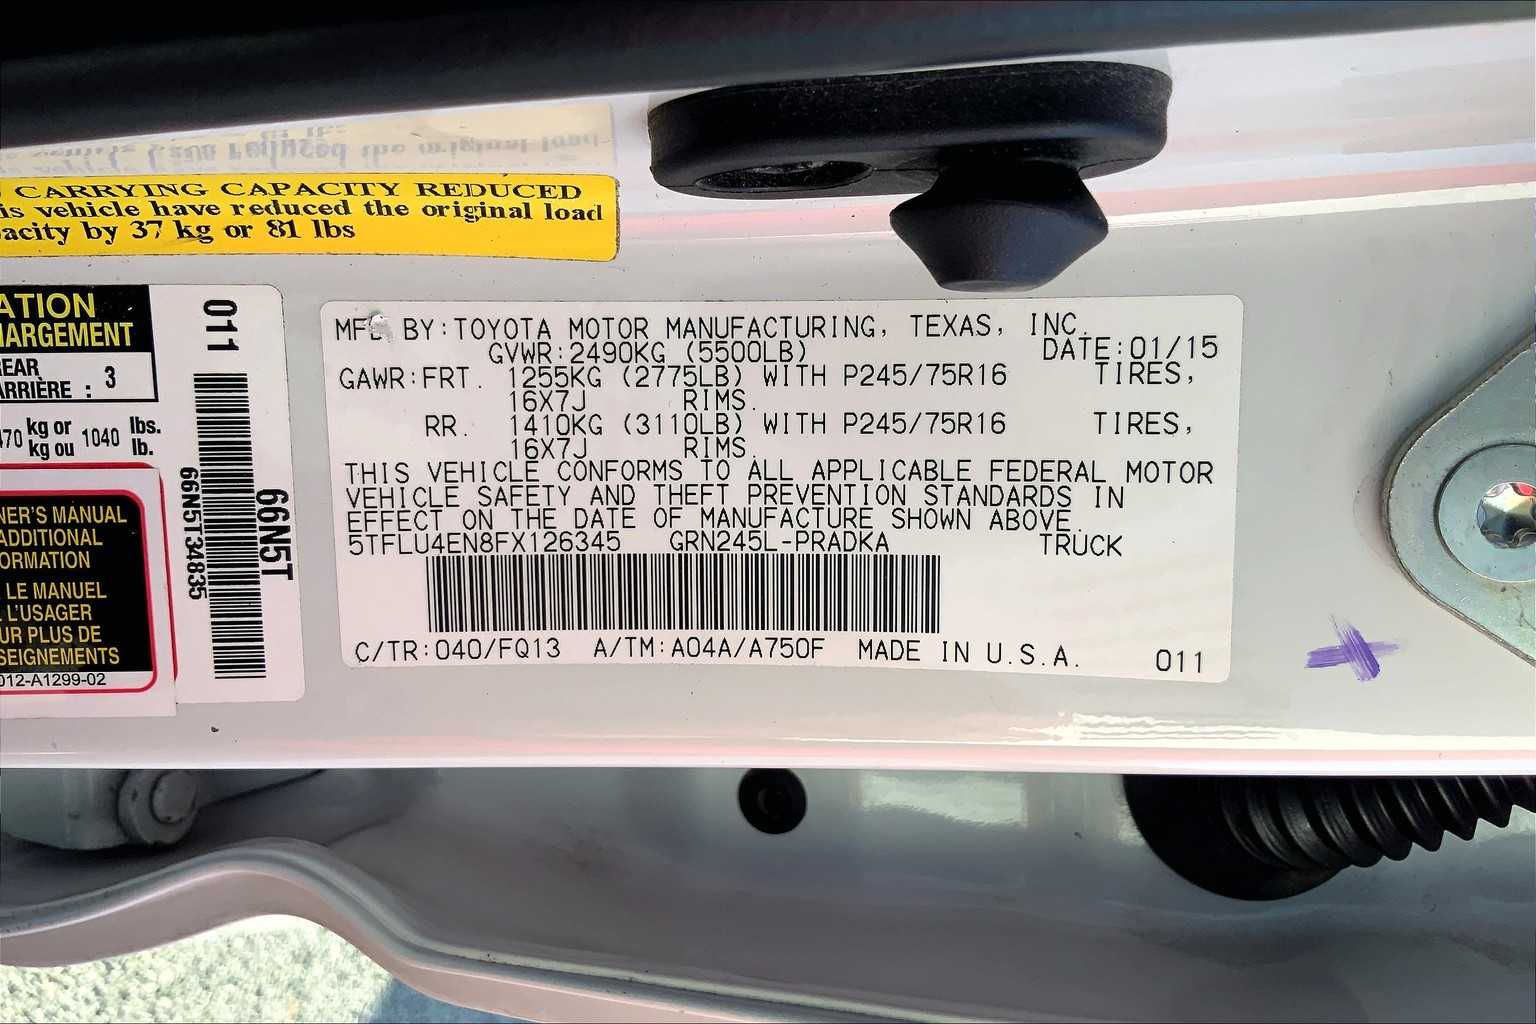 CARRYING CAPACITY REDUCED
is vehicle have reduced the original load
acity by 37 kg or 81 lbs
ATION
HARGEMENT
REAR
ARRIÈRE : 3
470 kg or 1040 lbs.
kg ou lb.
NER'S MANUAL
ADDITIONAL
ORMATION
LE MANUEL
L'USAGER
UR PLUS DE
SEIGNEMENTS
012-A1299-02
011
66N5T34835
66N5T
MFD BY:TOYOTA MOTOR MANUFACTURING, TEXAS, INC.
GVWR:2490KG (5500LB) DATE:01/15
GAWR:FRT. 1255KG (2775LB) WITH P245/75R16 TIRES,
16X7J RIMS.
RR. 1410KG (3110LB) WITH P245/75R16 TIRES,
16X7J RIMS.
THIS VEHICLE CONFORMS TO ALL APPLICABLE FEDERAL MOTOR
VEHICLE SAFETY AND THEFT PREVENTION STANDARDS IN
EFFECT ON THE DATE OF MANUFACTURE SHOWN ABOVE.
5TFLU4EN8FX126345 GRN245L-PRADKA TRUCK
C/TR:040/FQ13 A/TM:A04A/A750F MADE IN U.S.A. 011